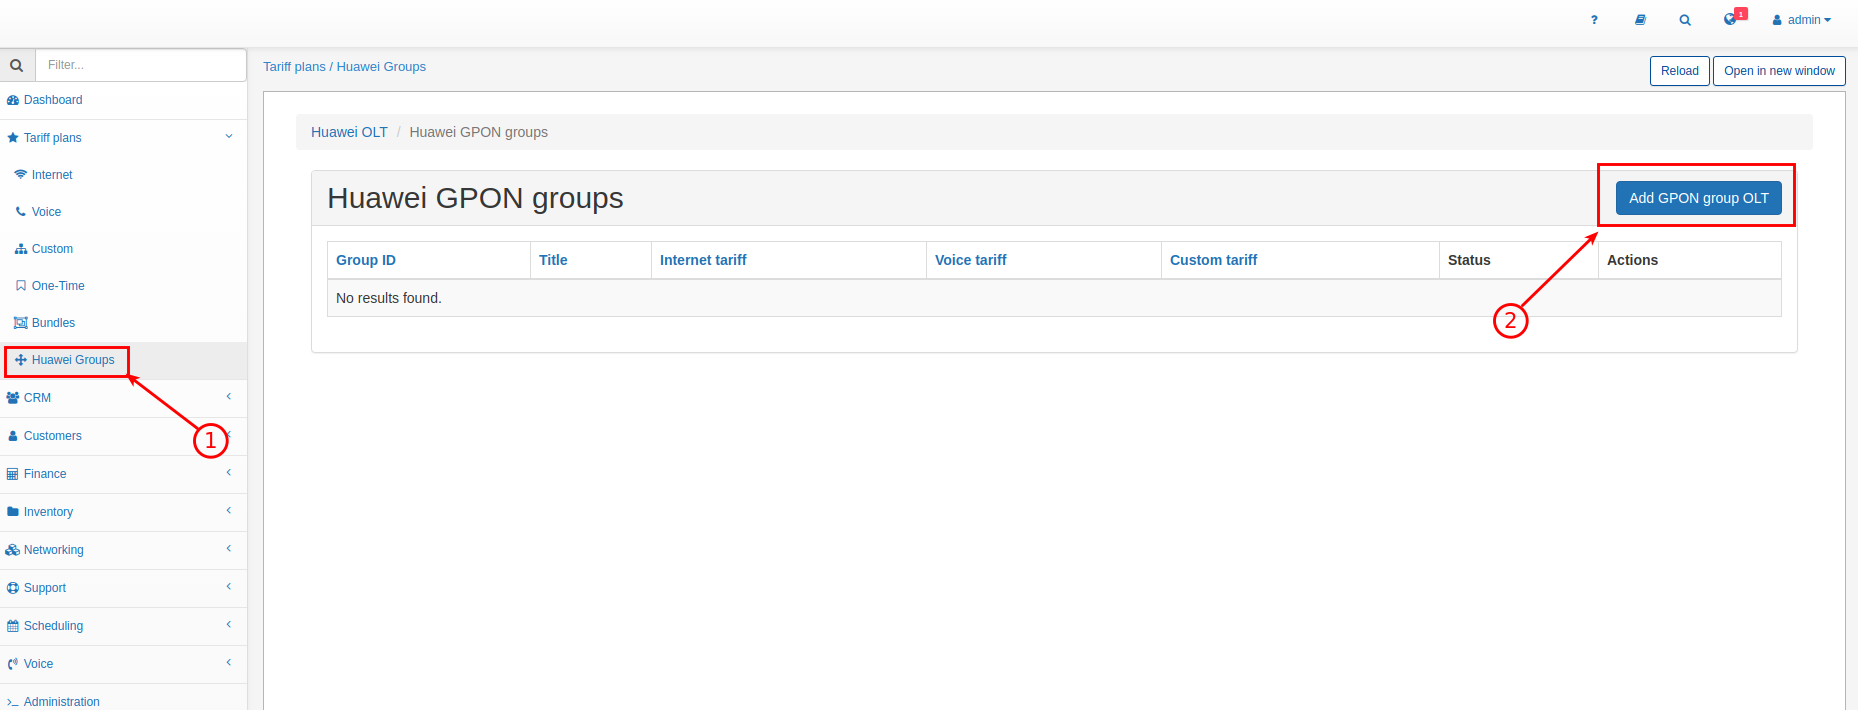 ? 1 admin
Filter...
Tariff plans / Huawei Groups
Reload Open in new window
Dashboard
Tariff plans
Internet
Voice
Custom
One-Time
Bundles
Huawei Groups
CRM
Customers
Finance
Inventory
Networking
Support
Scheduling
Voice
Administration
1
Huawei OLT / Huawei GPON groups
Huawei GPON groups
Add GPON group OLT
Group ID Title Internet tariff Voice tariff Custom tariff Status Actions
No results found.
2